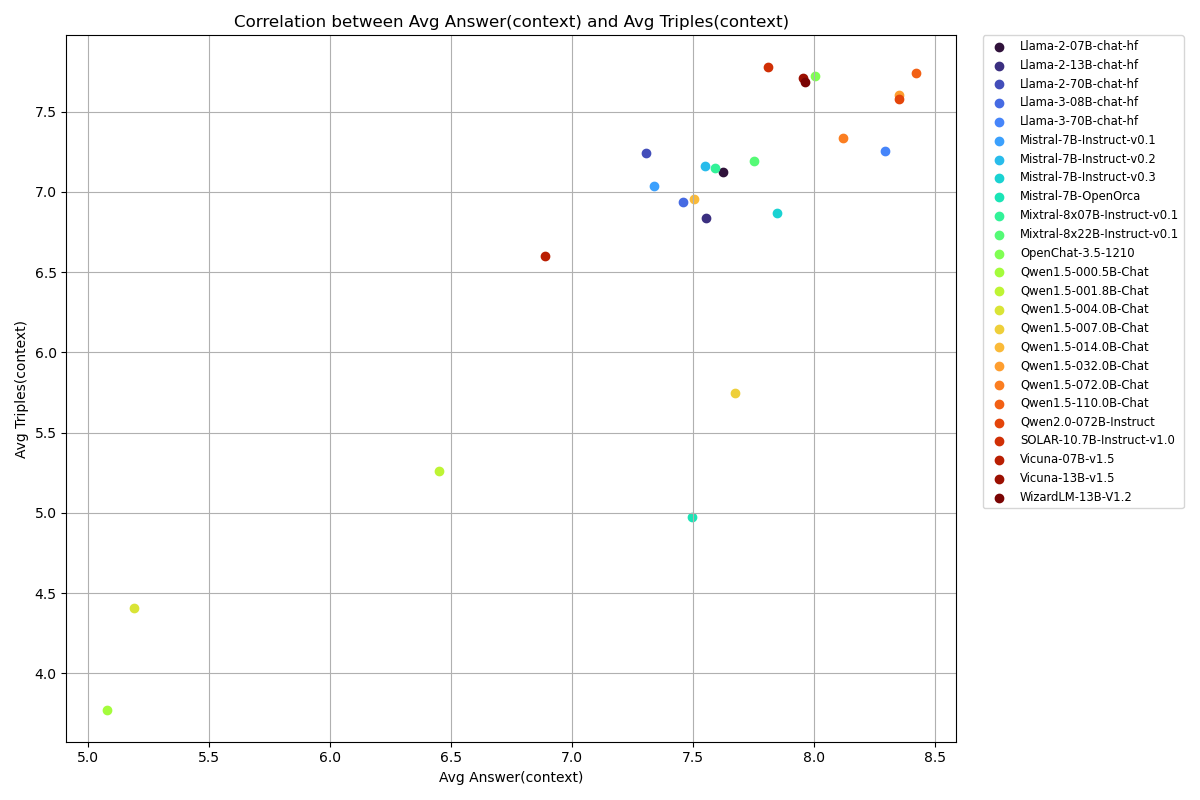 Correlation between Avg Answer(context) and Avg Triples(context)
Avg Triples(context)
7.5
7.0
6.5
6.0
5.5
5.0
4.5
4.0
5.0 5.5 6.0 6.5 7.0 7.5 8.0 8.5
Avg Answer(context)
Llama-2-07B-chat-hf
Llama-2-13B-chat-hf
Llama-2-70B-chat-hf
Llama-3-08B-chat-hf
Llama-3-70B-chat-hf
Mistral-7B-Instruct-v0.1
Mistral-7B-Instruct-v0.2
Mistral-7B-Instruct-v0.3
Mistral-7B-OpenOrca
Mixtral-8x07B-Instruct-v0.1
Mixtral-8x22B-Instruct-v0.1
OpenChat-3.5-1210
Qwen1.5-000.5B-Chat
Qwen1.5-001.8B-Chat
Qwen1.5-004.0B-Chat
Qwen1.5-007.0B-Chat
Qwen1.5-014.0B-Chat
Qwen1.5-032.0B-Chat
Qwen1.5-072.0B-Chat
Qwen1.5-110.0B-Chat
Qwen2.0-072B-Instruct
SOLAR-10.7B-Instruct-v1.0
Vicuna-07B-v1.5
Vicuna-13B-v1.5
WizardLM-13B-V1.2